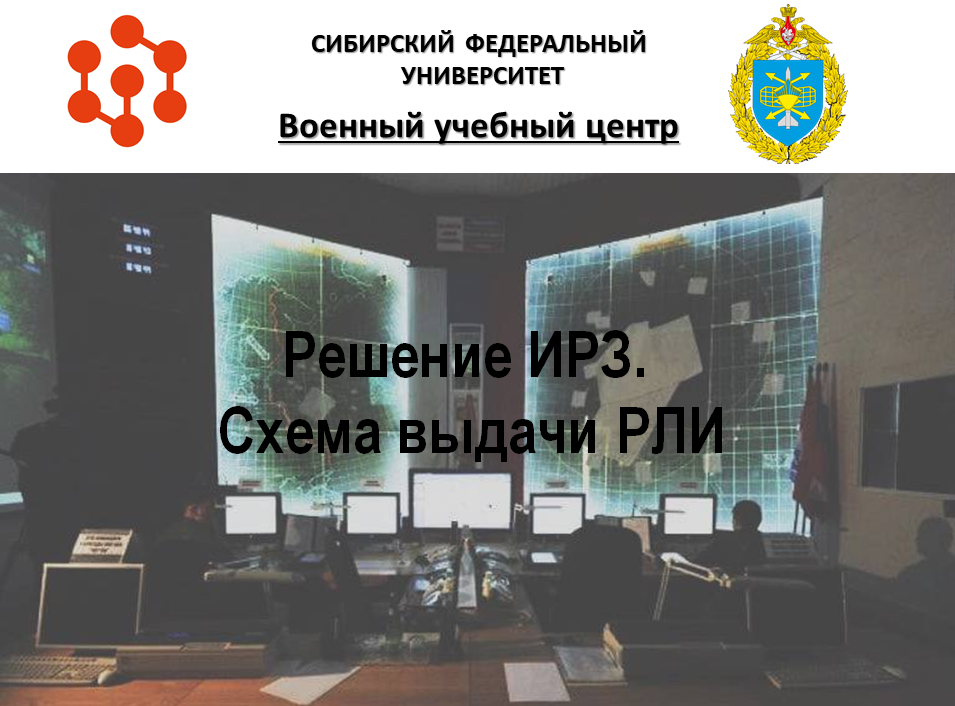 СИБИРСКИЙ ФЕДЕРАЛЬНЫЙ
УНИВЕРСИТЕТ
Военный учебный центр
Решение ИРЗ.
Схема выдачи РЛИ